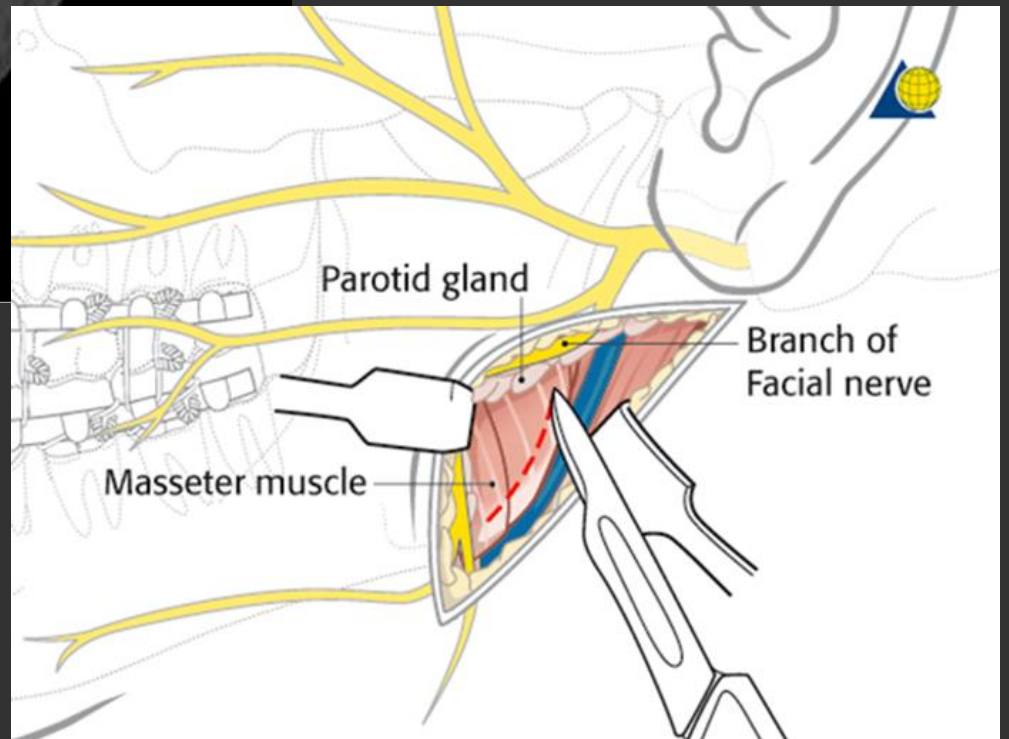 Parotid gland
Branch of
Facial nerve
Masseter muscle